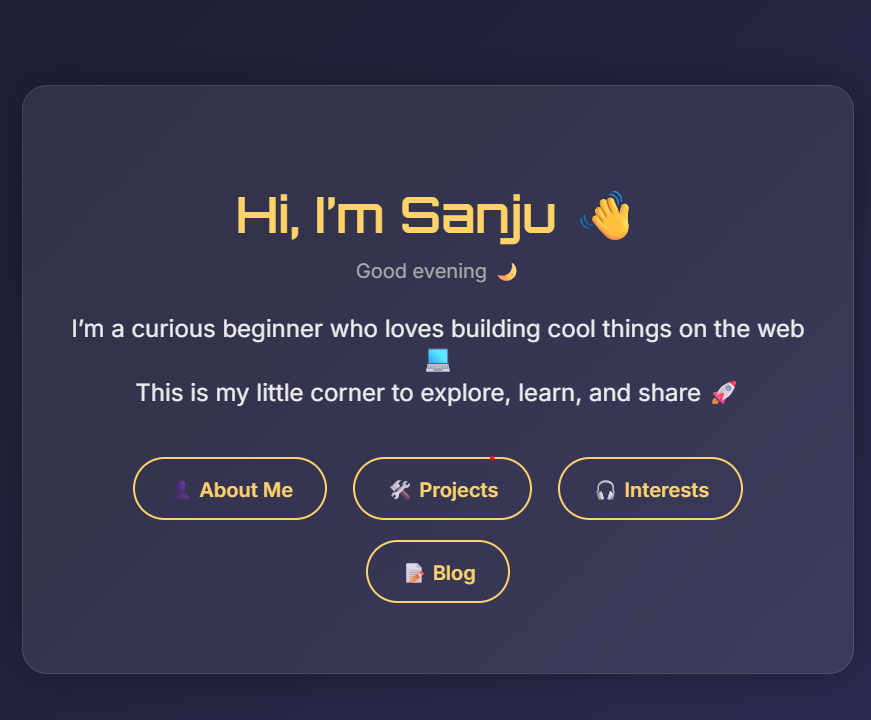 Hi, I’m Sanju 👋
Good evening 🌙
I’m a curious beginner who loves building cool things on the web
💻
This is my little corner to explore, learn, and share 🚀
👤 About Me
🛠 Projects
🎧 Interests
📝 Blog